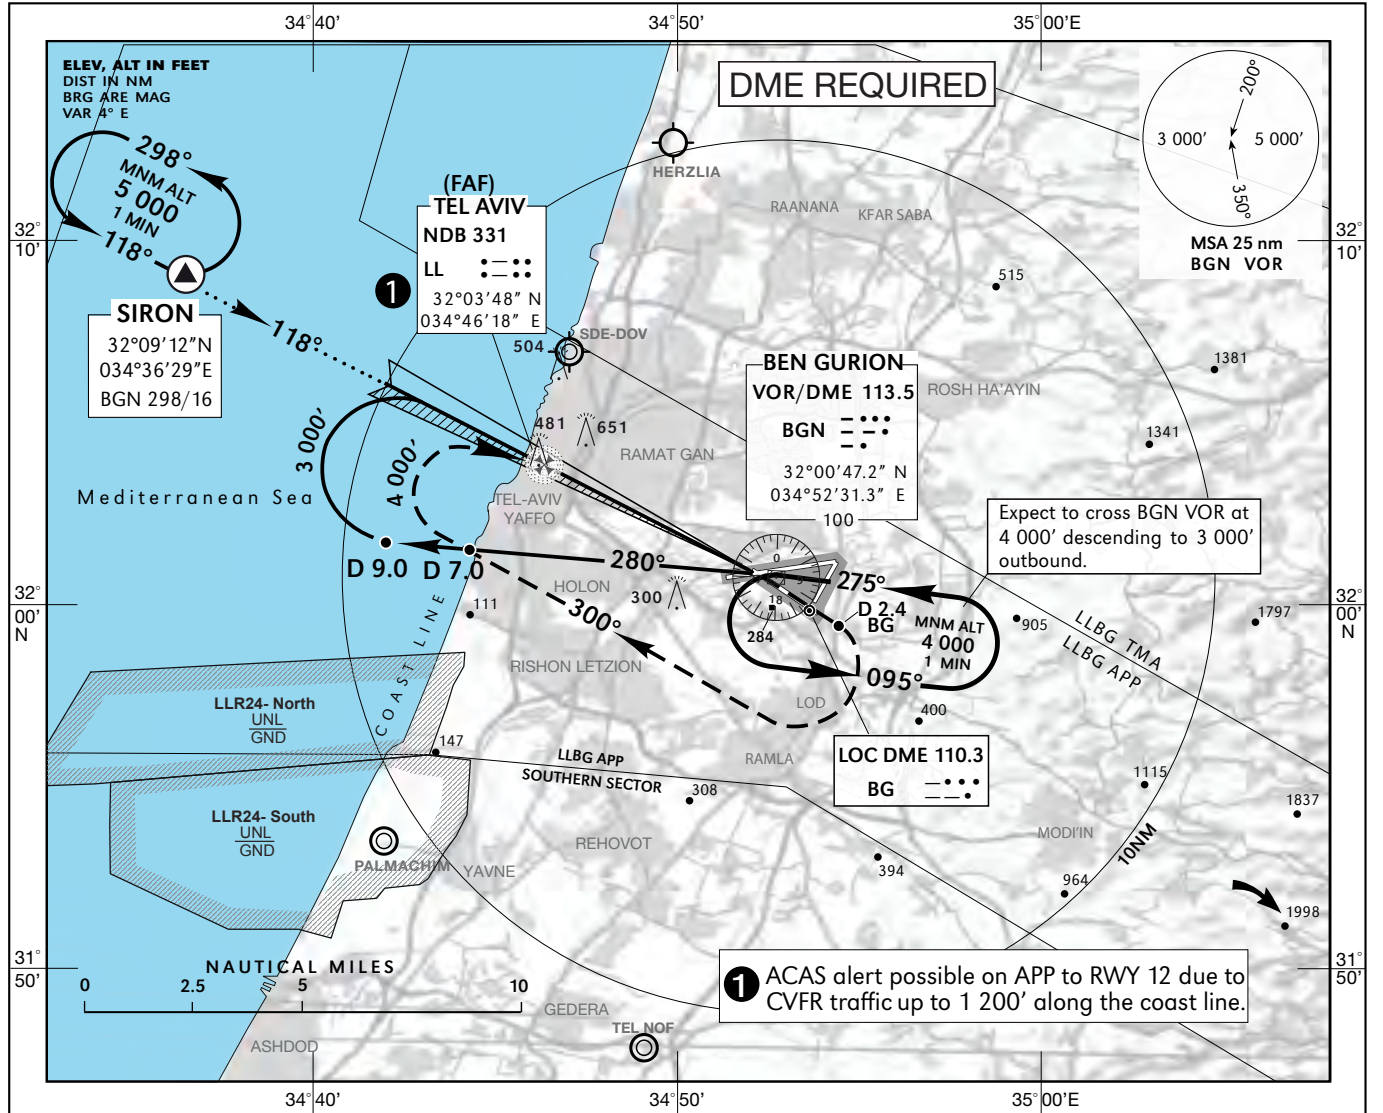 34°40′
34°50′
35°00′E
ELEV, ALT IN FEET
DIST IN NM
BRG ARE MAG
VAR 4° E
DME REQUIRED
200°
3 000′
5 000′
350°
MSA 25 nm
BGN VOR
32°
10′
32°
10′
298°
MNM ALT
5 000
1 MIN
118°
SIRON
32°09′12″N
034°36′29″E
BGN 298/16
118°
(FAF)
TEL AVIV
NDB 331
LL
32°03′48″ N
034°46′18″ E
1
HERZLIA
RAANANA
KFAR SABA
515
SDE-DOV
504
1381
BEN GURION
VOR/DME 113.5
BGN
32°00′47.2″ N
034°52′31.3″ E
100
ROSH HA'AYIN
481
651
1341
RAMAT GAN
3 000′
4 000′
Mediterranean Sea
TEL-AVIV
YAFFO
Expect to cross BGN VOR at
4 000′ descending to 3 000′
outbound.
D 9.0
D 7.0
280°
0
9
18
275°
HOLON
300
300°
111
284
D 2.4
BG
MNM ALT
4 000
1 MIN
095°
905
1797
LLBG TMA
LLBG APP
32°
00′
N
32°
00′
N
COAST LINE
RISHON LETZION
LOD
400
LLR24- North
UNL
GND
147
LLBG APP
SOUTHERN SECTOR
RAMLA
LOC DME 110.3
BG
308
1115
1837
LLR24- South
UNL
GND
PALMACHIM
YAVNE
REHOVOT
MODI'IN
10NM
394
964
1998
NAUTICAL MILES
0
2.5
5
10
31°
50′
31°
50′
1
ACAS alert possible on APP to RWY 12 due to
CVFR traffic up to 1 200′ along the coast line.
GEDERA
TEL NOF
ASHDOD
34°40′
34°50′
35°00′E